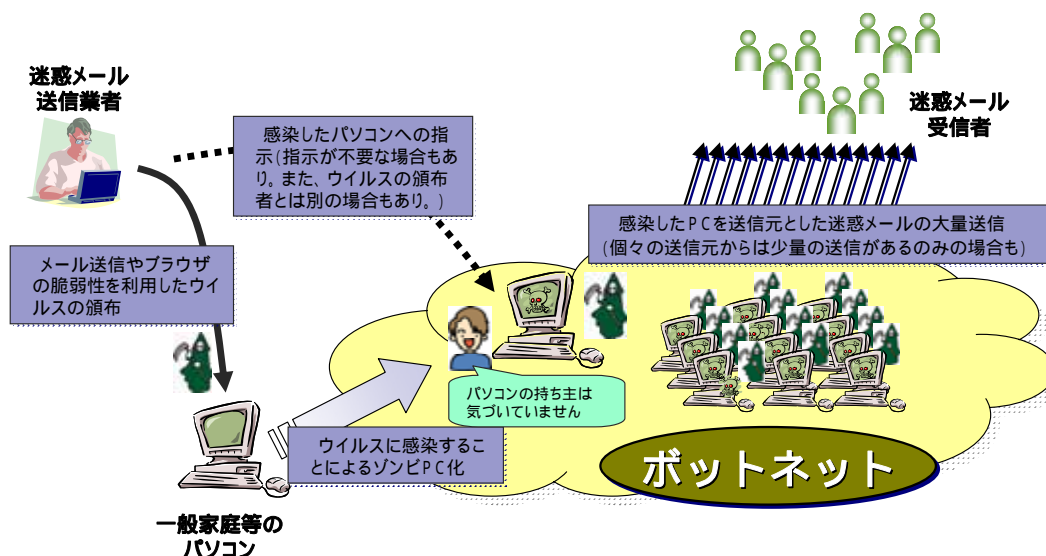 迷惑メール
送信業者
感染したパソコンへの指
示(指示が不要な場合もあ
り。また、ウイルスの頒布
者とは別の場合もあり。)
迷惑メール
受信者
感染したPCを送信元とした迷惑メールの大量送信
(個々の送信元からは少量の送信があるのみの場合も)
メール送信やブラウザ
の脆弱性を利用したウイ
ルスの頒布
パソコンの持ち主は
気づいていません
ウイルスに感染するこ
とによるゾンビPC化
ボットネット
一般家庭等の
パソコン